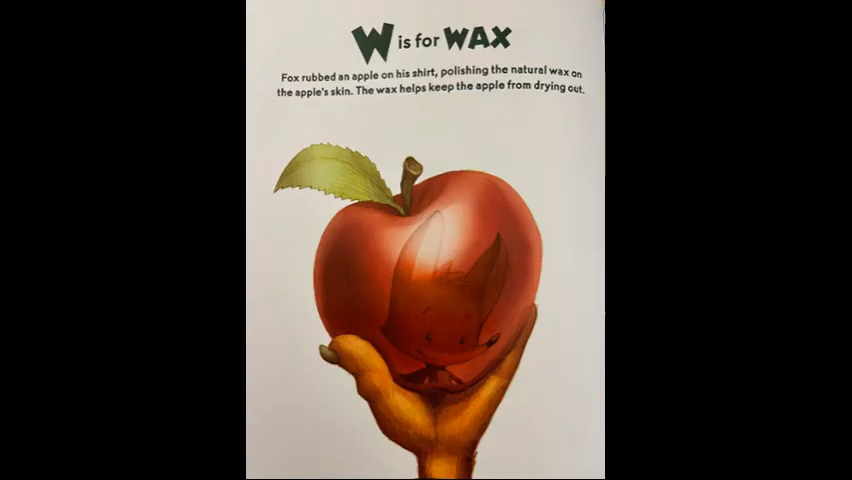 W is for WAX
Fox rubbed an apple on his shirt, polishing the natural wax on
the apple's skin. The wax helps keep the apple from drying out.